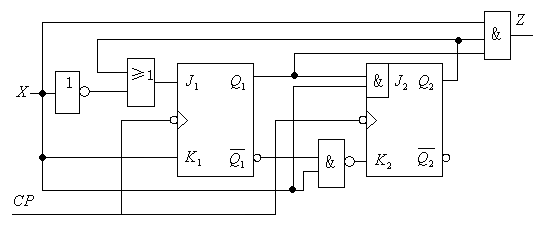 Z
&
1
≥1
J₁
Q₁
&
J₂
Q₂
X
K₁
Q̅₁
&
K₂
Q̅₂
CP